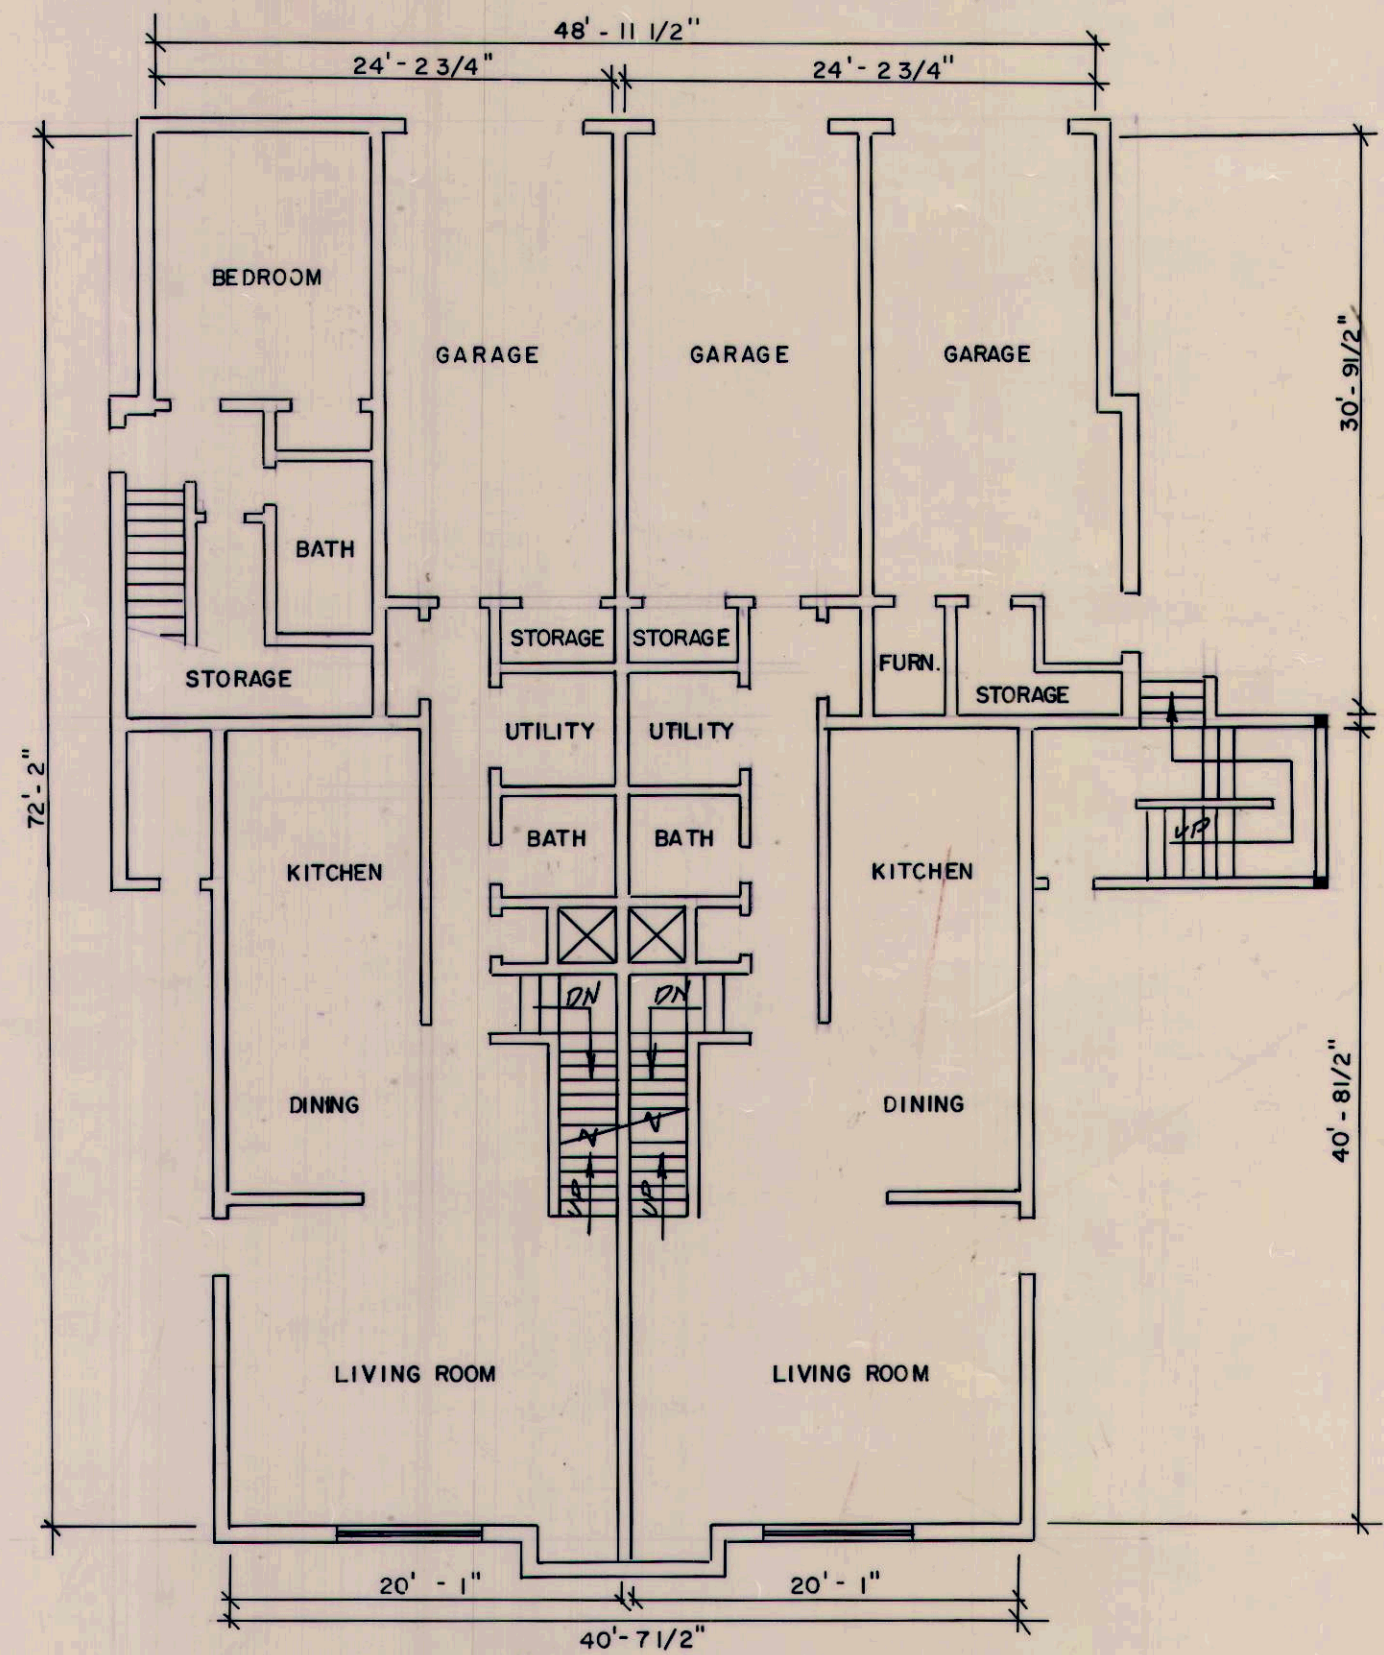 48' - 11 1/2"
24' - 2 3/4" 24' - 2 3/4"
BEDROOM
GARAGE GARAGE GARAGE
30' - 9 1/2"
BATH
STORAGE STORAGE
FURN.
STORAGE STORAGE
UTILITY UTILITY
72' - 2"
BATH BATH
UP
KITCHEN KITCHEN
DN DN
DINING DINING
40' - 8 1/2"
UP UP
LIVING ROOM LIVING ROOM
20' - 1" 20' - 1"
40' - 7 1/2"